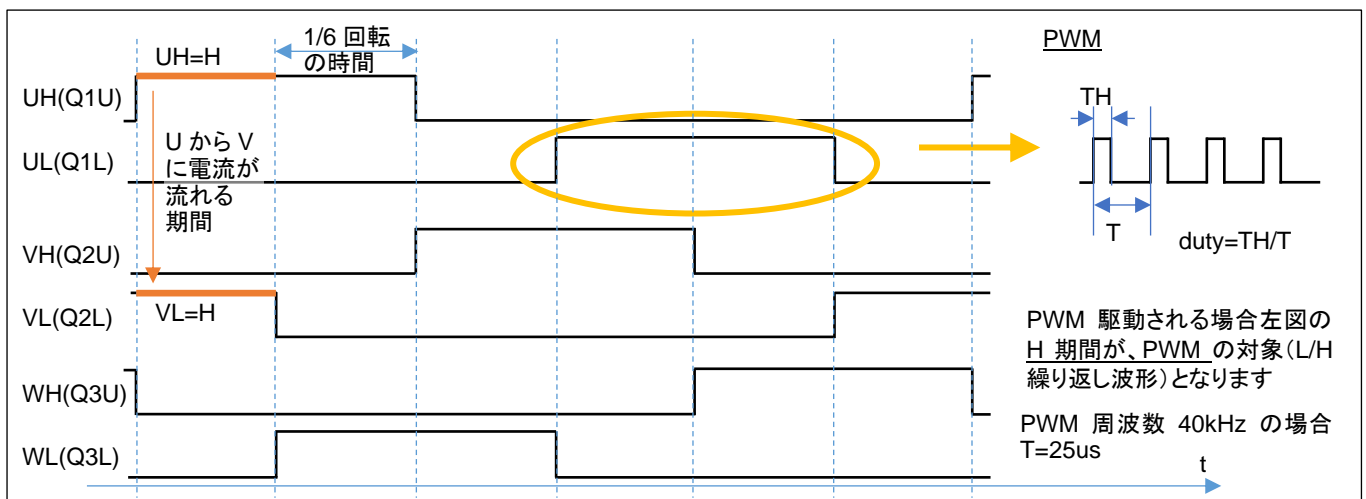 1/6 回転
の時間
UH=H
UH(Q1U)
UL(Q1L)
U から V
に電流が
流れる
期間
VH(Q2U)
VL(Q2L)
VL=H
WH(Q3U)
WL(Q3L)
t
PWM
TH
T
duty=TH/T
PWM 駆動される場合左図の
H 期間が、PWM の対象(L/H
繰り返し波形)となります
PWM 周波数 40kHz の場合
T=25us